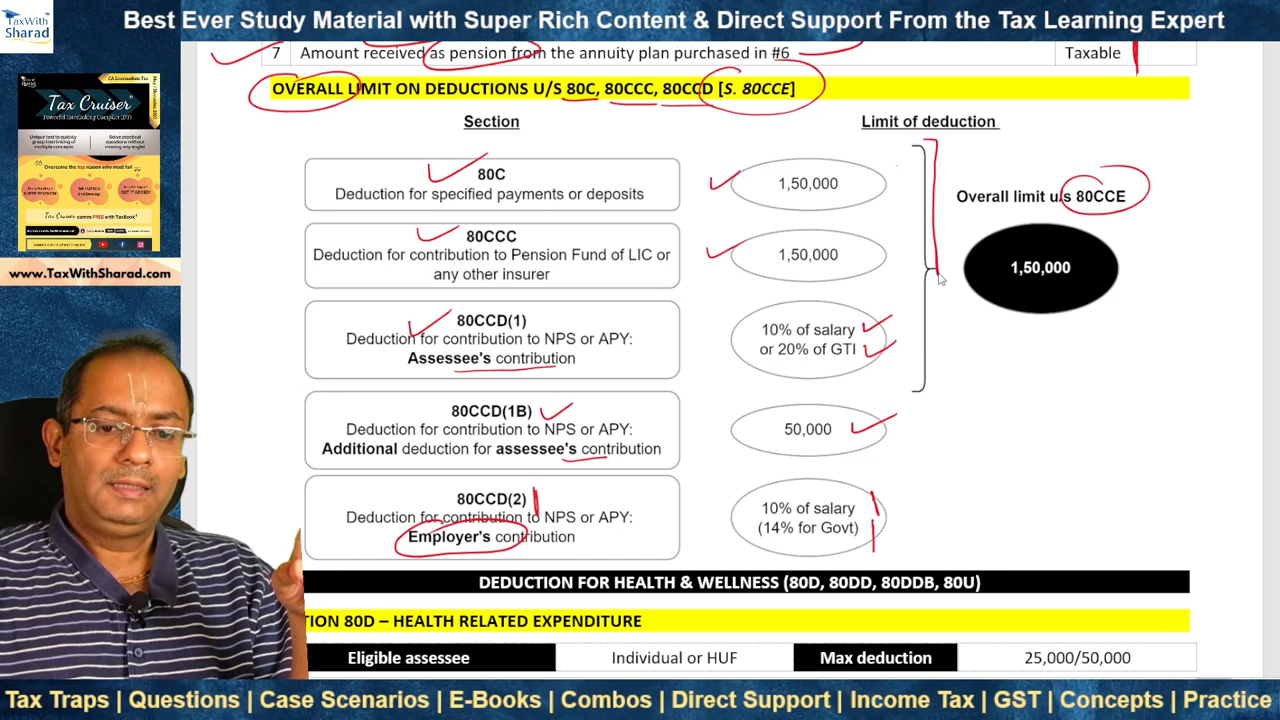 TaxWith
Sharad
Best Ever Study Material with Super Rich Content & Direct Support From the Tax Learning Expert
7 Amount received as pension from the annuity plan purchased in #6 Taxable
OVERALL LIMIT ON DEDUCTIONS U/S 80C, 80CCC, 80CCD [S. 80CCE]
Section Limit of deduction
80C
Deduction for specified payments or deposits
1,50,000
80CCC
Deduction for contribution to Pension Fund of LIC or
any other insurer
1,50,000
80CCD(1)
Deduction for contribution to NPS or APY:
Assessee's contribution
10% of salary
or 20% of GTI
Overall limit u/s 80CCE
1,50,000
80CCD(1B)
Deduction for contribution to NPS or APY:
Additional deduction for assessee's contribution
50,000
80CCD(2)
Deduction for contribution to NPS or APY:
Employer's contribution
10% of salary
(14% for Govt)
DEDUCTION FOR HEALTH & WELLNESS (80D, 80DD, 80DDB, 80U)
TION 80D – HEALTH RELATED EXPENDITURE
Eligible assessee Individual or HUF Max deduction 25,000/50,000
Tax Cruiser
www.TaxWithSharad.com
Tax Traps | Questions | Case Scenarios | E-Books | Combos | Direct Support | Income Tax | GST | Concepts | Practice